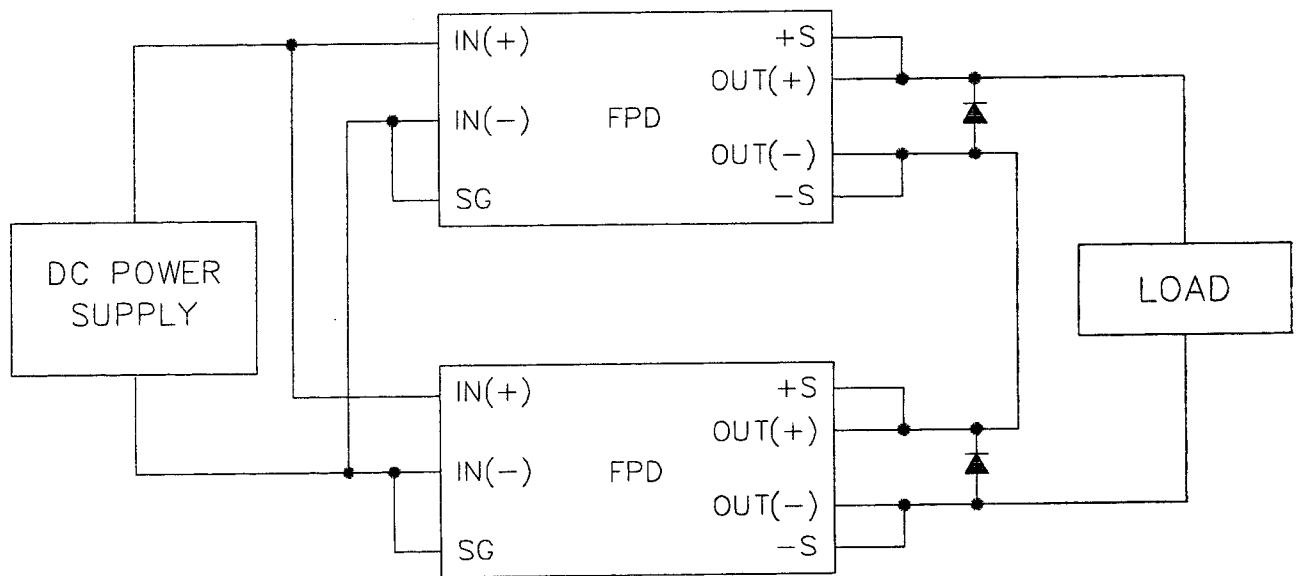 IN(+)
+S
OUT(+)
IN(-)
FPD
OUT(-)
SG
-S
DC POWER
SUPPLY
LOAD
IN(+)
+S
OUT(+)
IN(-)
FPD
OUT(-)
SG
-S